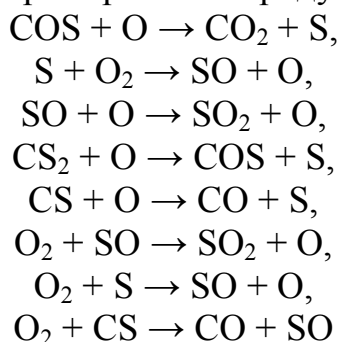 COS + O → CO₂ + S,
S + O₂ → SO + O,
SO + O → SO₂ + O,
CS₂ + O → COS + S,
CS + O → CO + S,
O₂ + SO → SO₂ + O,
O₂ + S → SO + O,
O₂ + CS → CO + SO